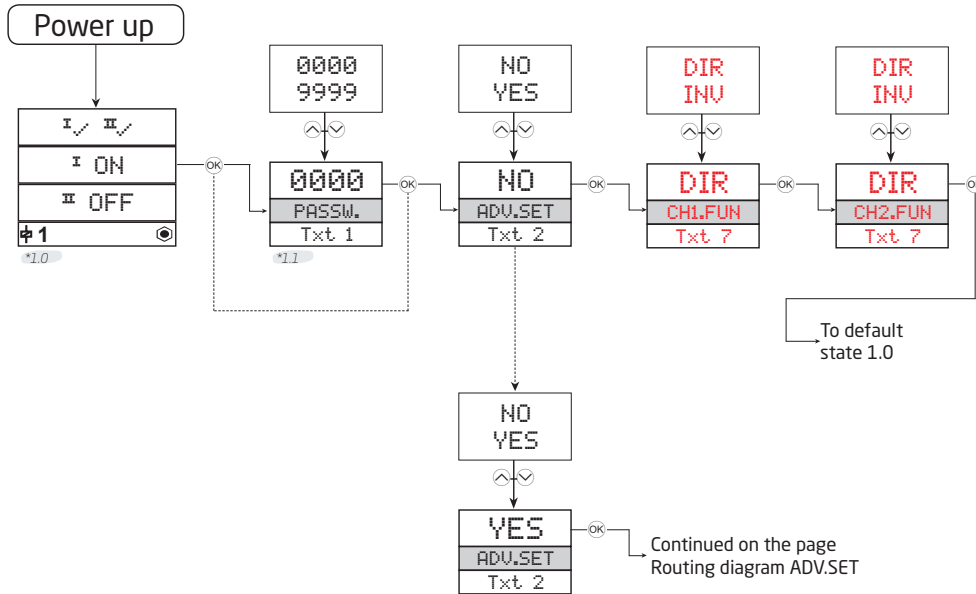 Power up
I✓ II✓
I ON
II OFF
1
*1.0
OK
0000
9999
0000
PASSW.
Txt 1
*1.1
OK
NO
YES
NO
ADV.SET
Txt 2
OK
DIR
INV
DIR
CH1.FUN
Txt 7
OK
DIR
INV
DIR
CH2.FUN
Txt 7
OK
To default
state 1.0
NO
YES
YES
ADV.SET
Txt 2
OK
Continued on the page
Routing diagram ADV.SET